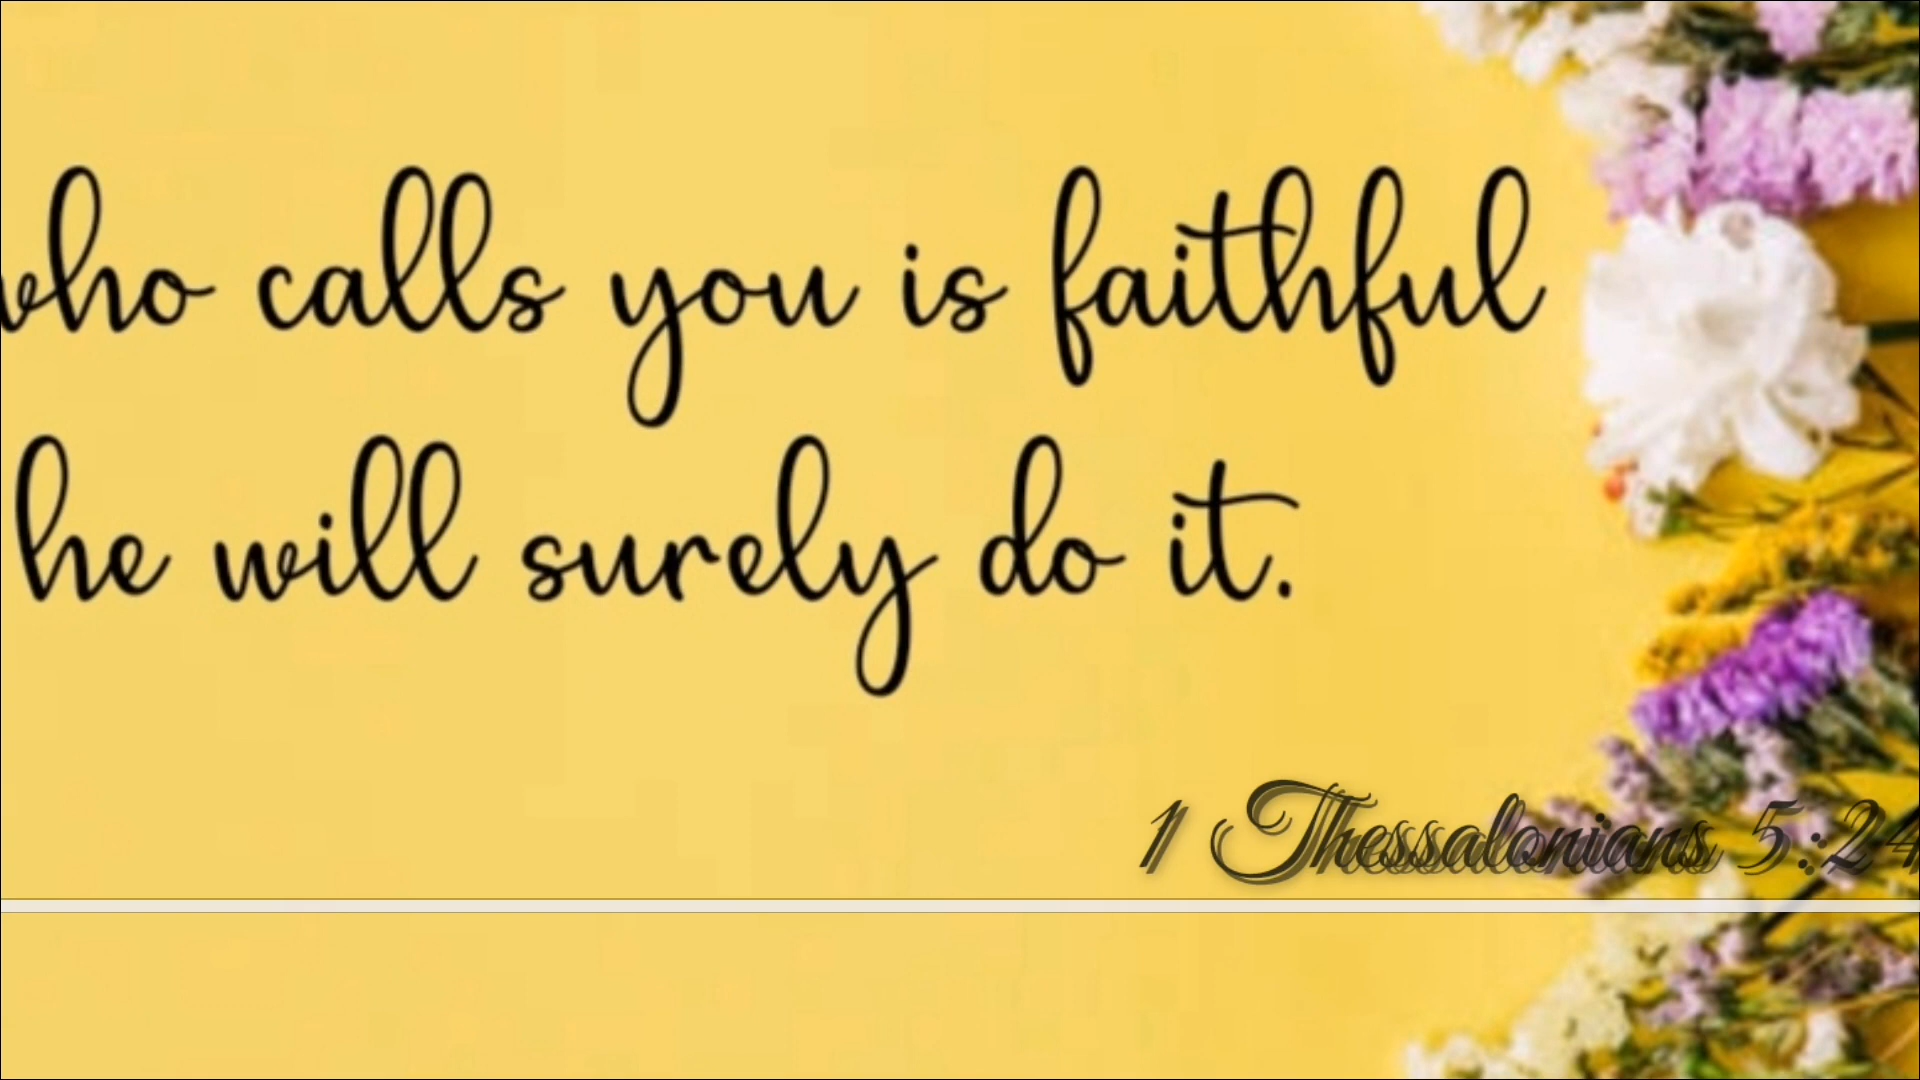 who calls you is faithful
he will surely do it.
1 Thessalonians 5:24